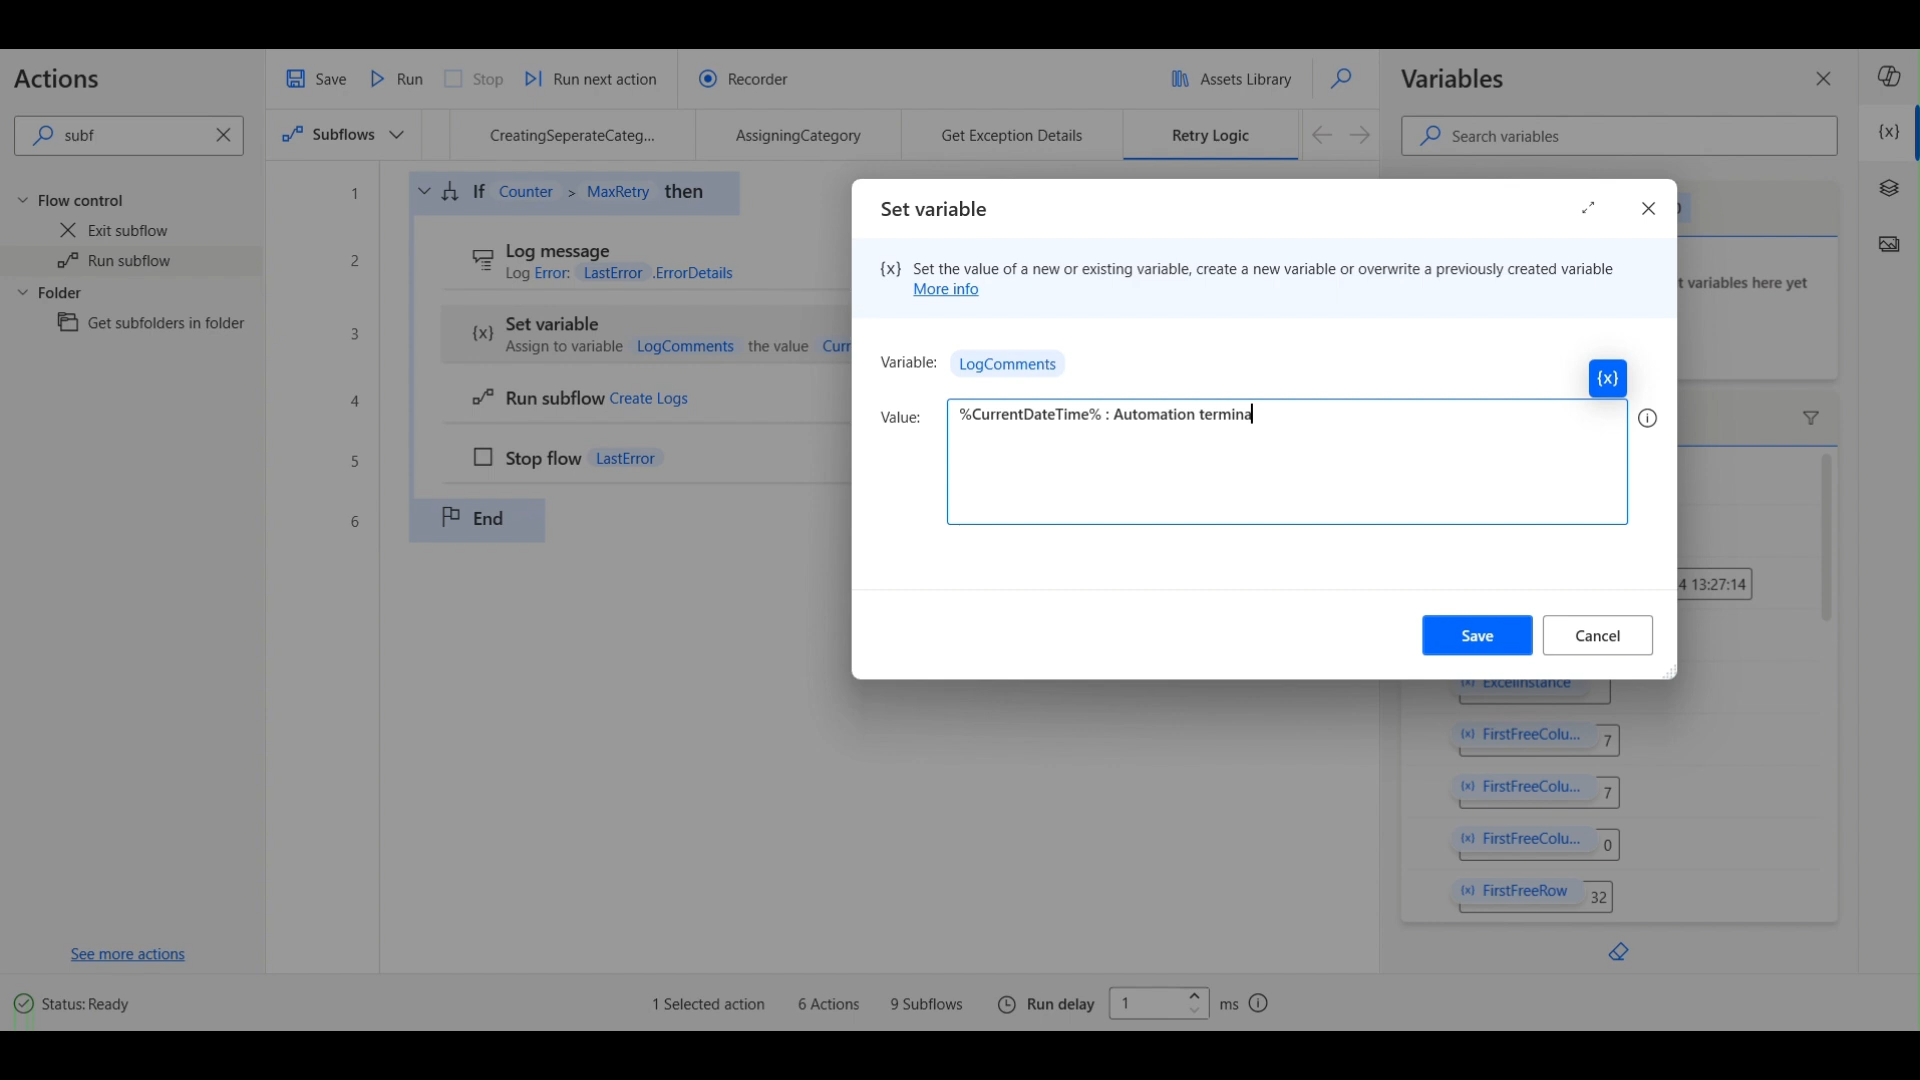 Actions
subf
Flow control
Exit subflow
Run subflow
Folder
Get subfolders in folder
See more actions
Save
Run
Stop
Run next action
Recorder
Assets Library
Subflows
CreatingSeperateCateg...
AssigningCategory
Get Exception Details
Retry Logic
1
If Counter > MaxRetry then
2
Log message
Log Error: LastError .ErrorDetails
3
{x} Set variable
Assign to variable LogComments the value Curr
4
Run subflow Create Logs
5
Stop flow LastError
6
End
Set variable
{x} Set the value of a new or existing variable, create a new variable or overwrite a previously created variable
More info
Variable: LogComments
{x}
Value: %CurrentDateTime% : Automation termina
Save
Cancel
Variables
{x}
Search variables
t variables here yet
4 13:27:14
{x} ExcelInstance
{x} FirstFreeColu... 7
{x} FirstFreeColu... 7
{x} FirstFreeColu... 0
{x} FirstFreeRow 32
Status: Ready
1 Selected action
6 Actions
9 Subflows
Run delay
1
ms